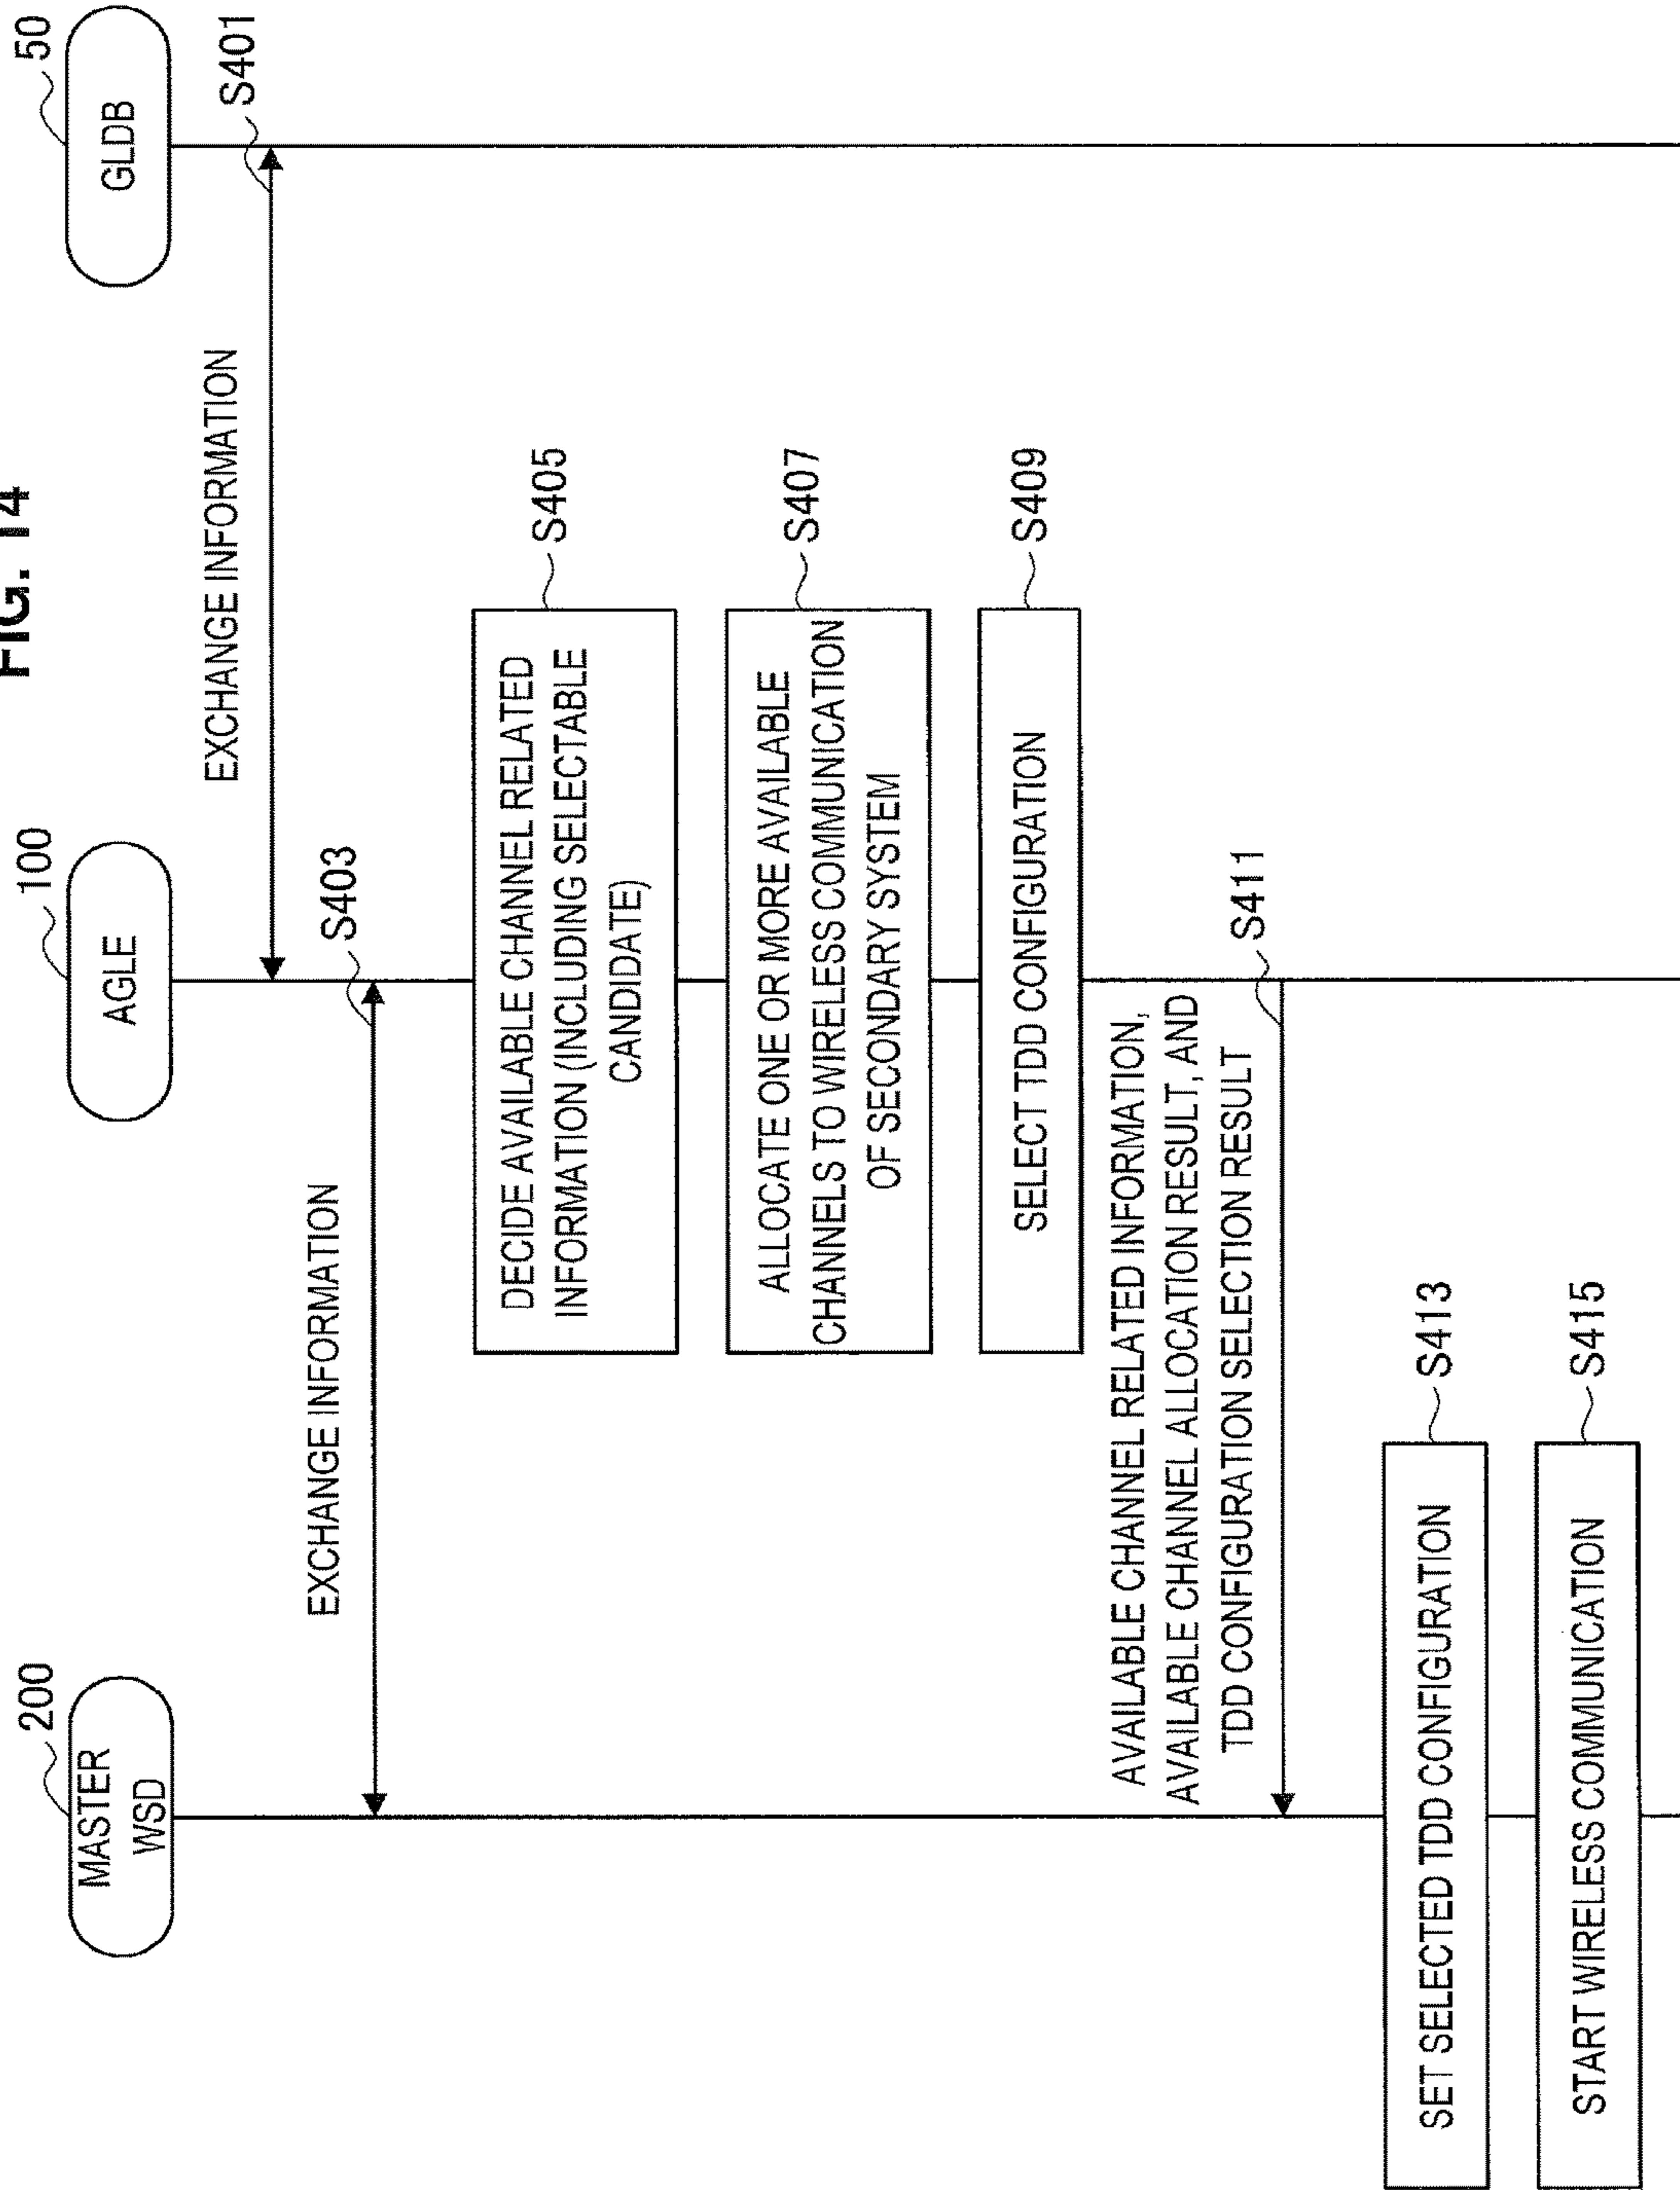 FIG. 14
200
MASTER
WSD
100
AGLE
50
GLDB
EXCHANGE INFORMATION
S401
EXCHANGE INFORMATION
S403
DECIDE AVAILABLE CHANNEL RELATED
INFORMATION (INCLUDING SELECTABLE
CANDIDATE)
S405
ALLOCATE ONE OR MORE AVAILABLE
CHANNELS TO WIRELESS COMMUNICATION
OF SECONDARY SYSTEM
S407
SELECT TDD CONFIGURATION
S409
AVAILABLE CHANNEL RELATED INFORMATION,
AVAILABLE CHANNEL ALLOCATION RESULT, AND
TDD CONFIGURATION SELECTION RESULT
S411
SET SELECTED TDD CONFIGURATION
S413
START WIRELESS COMMUNICATION
S415